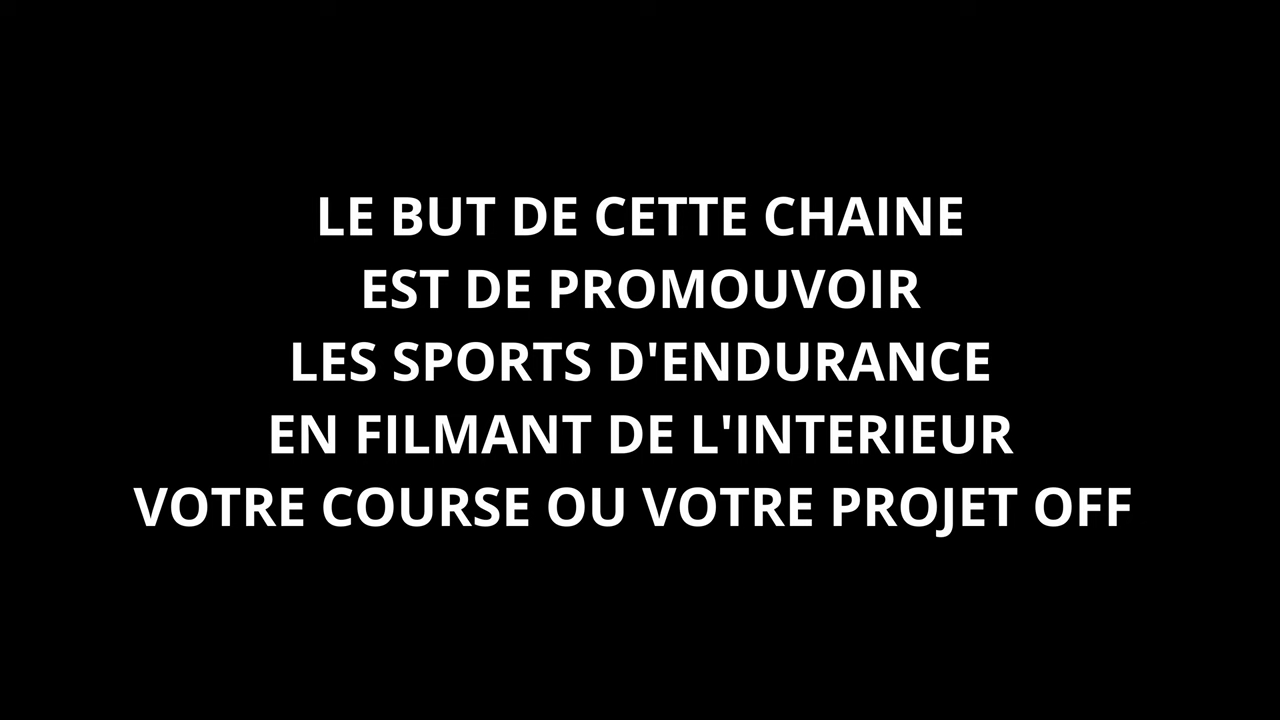 LE BUT DE CETTE CHAINE
EST DE PROMOUVOIR
LES SPORTS D'ENDURANCE
EN FILMANT DE L'INTERIEUR
VOTRE COURSE OU VOTRE PROJET OFF